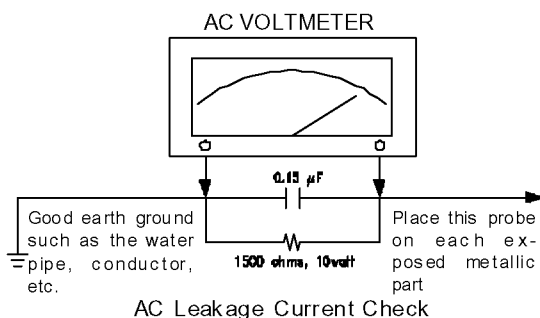 AC VOLTMETER
0.15 μF
Good earth ground
such as the water
pipe, conductor,
etc.
1500 ohms, 10watt
Place this probe
on each ex-
posed metallic
part
AC Leakage Current Check